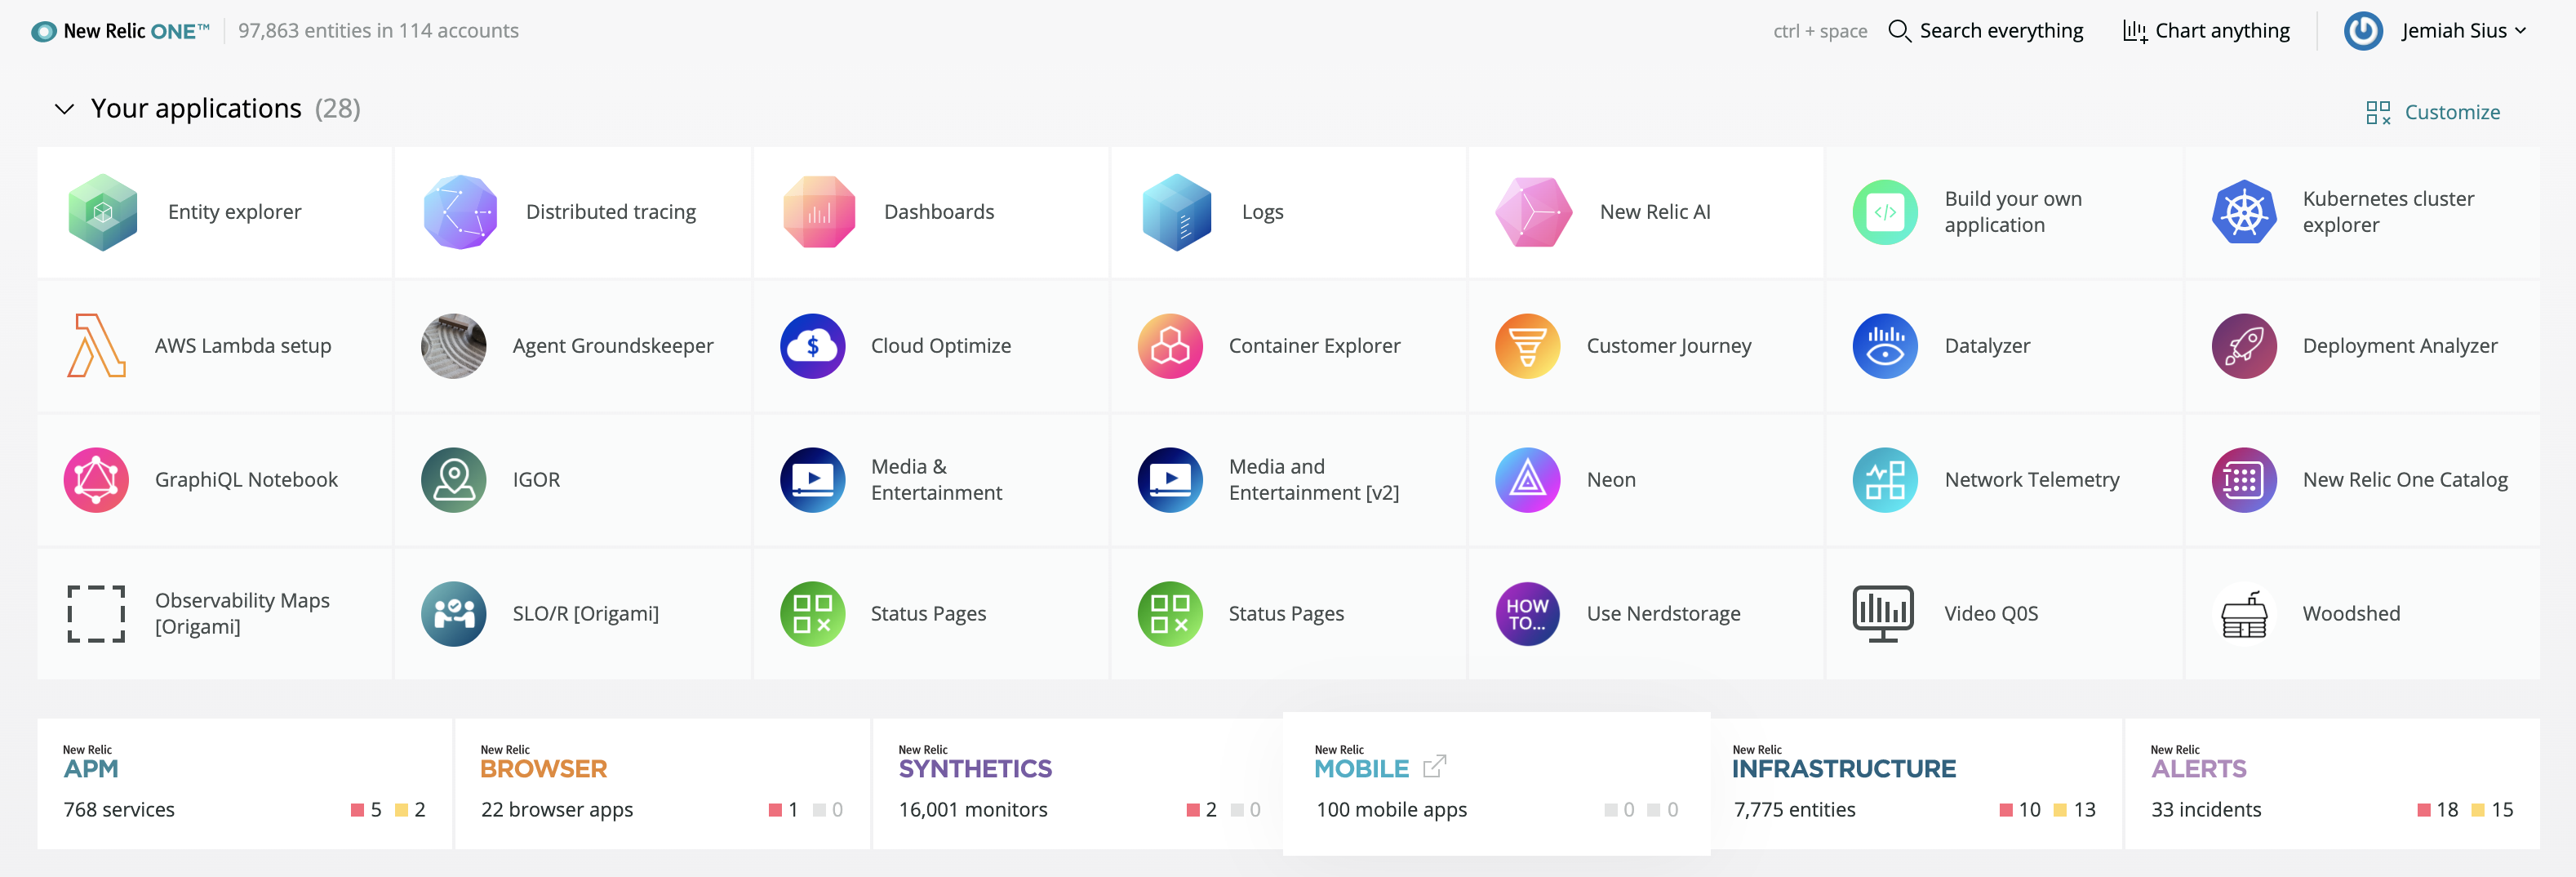 New Relic ONE™ 97,863 entities in 114 accounts ctrl + space Search everything Chart anything Jemiah Sius
Your applications (28) Customize
Entity explorer
Distributed tracing
Dashboards
Logs
New Relic AI
Build your own
application
Kubernetes cluster
explorer
AWS Lambda setup
Agent Groundskeeper
Cloud Optimize
Container Explorer
Customer Journey
Datalyzer
Deployment Analyzer
GraphiQL Notebook
IGOR
Media &
Entertainment
Media and
Entertainment [v2]
Neon
Network Telemetry
New Relic One Catalog
Observability Maps
[Origami]
SLO/R [Origami]
Status Pages
Status Pages
HOW
TO...
Use Nerdstorage
Video Q0S
Woodshed
New Relic
APM
768 services 5 2
New Relic
BROWSER
22 browser apps 1 0
New Relic
SYNTHETICS
16,001 monitors 2 0
New Relic
MOBILE
100 mobile apps 0 0
New Relic
INFRASTRUCTURE
7,775 entities 10 13
New Relic
ALERTS
33 incidents 18 15